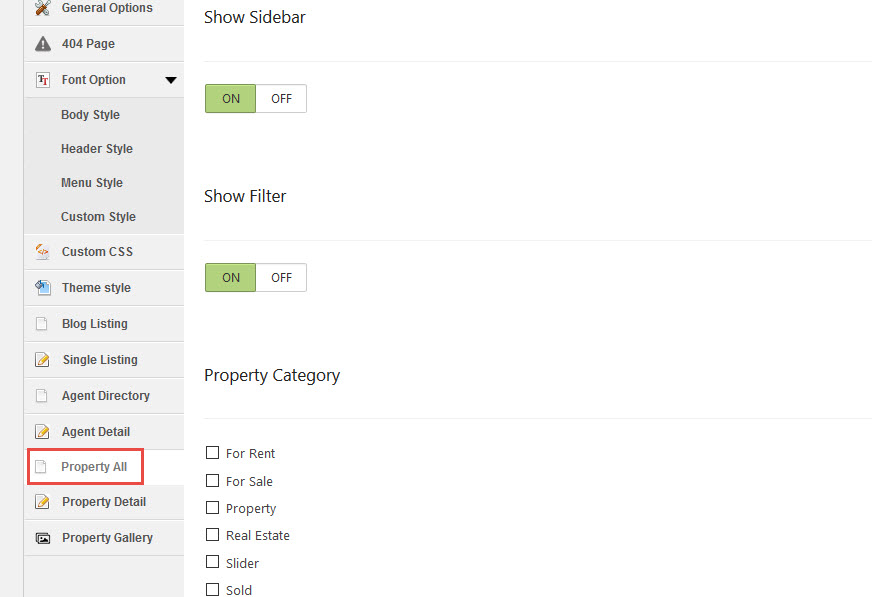 General Options
404 Page
Font Option
Body Style
Header Style
Menu Style
Custom Style
Custom CSS
Theme style
Blog Listing
Single Listing
Agent Directory
Agent Detail
Property All
Property Detail
Property Gallery
Show Sidebar
ON OFF
Show Filter
ON OFF
Property Category
For Rent
For Sale
Property
Real Estate
Slider
Sold